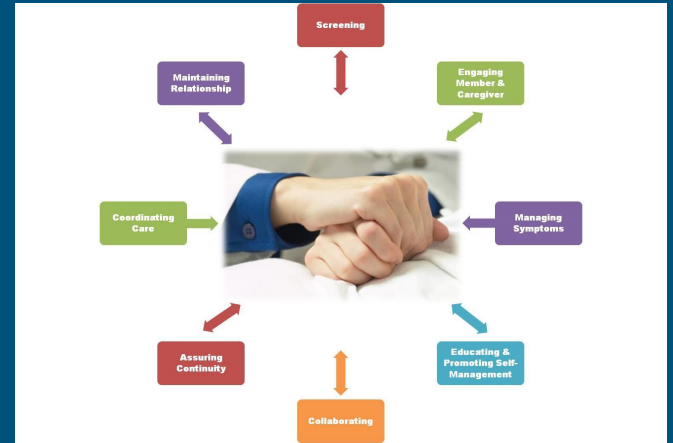 Screening
Engaging
Member &
Caregiver
Managing
Symptoms
Educating &
Promoting Self-
Management
Collaborating
Assuring
Continuity
Coordinating
Care
Maintaining
Relationship